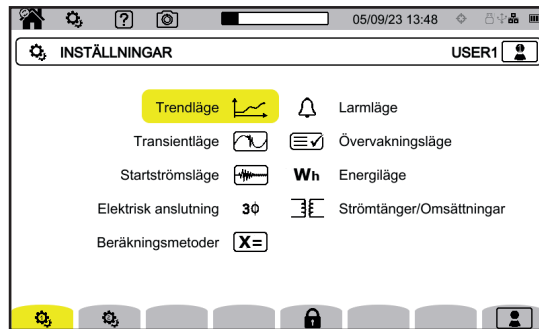 05/09/23 13:48
INSTÄLLNINGAR
USER1
Trendläge
Larmläge
Transientläge
Övervakningsläge
Startströmsläge
Wh Energiläge
Elektrisk anslutning 3Φ
Strömtänger/Omsättningar
Beräkningsmetoder X=